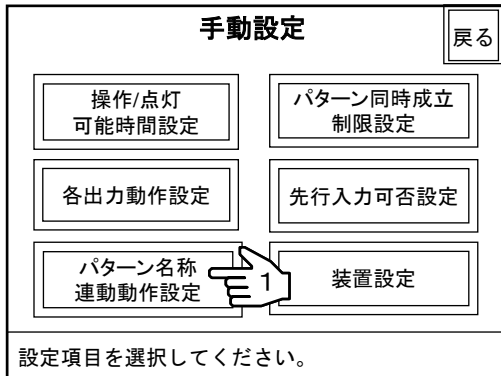 手動設定
戻る
操作/点灯
可能時間設定
パターン同時成立
制限設定
各出力動作設定
先行入力可否設定
パターン名称
連動動作設定
1
装置設定
設定項目を選択してください。